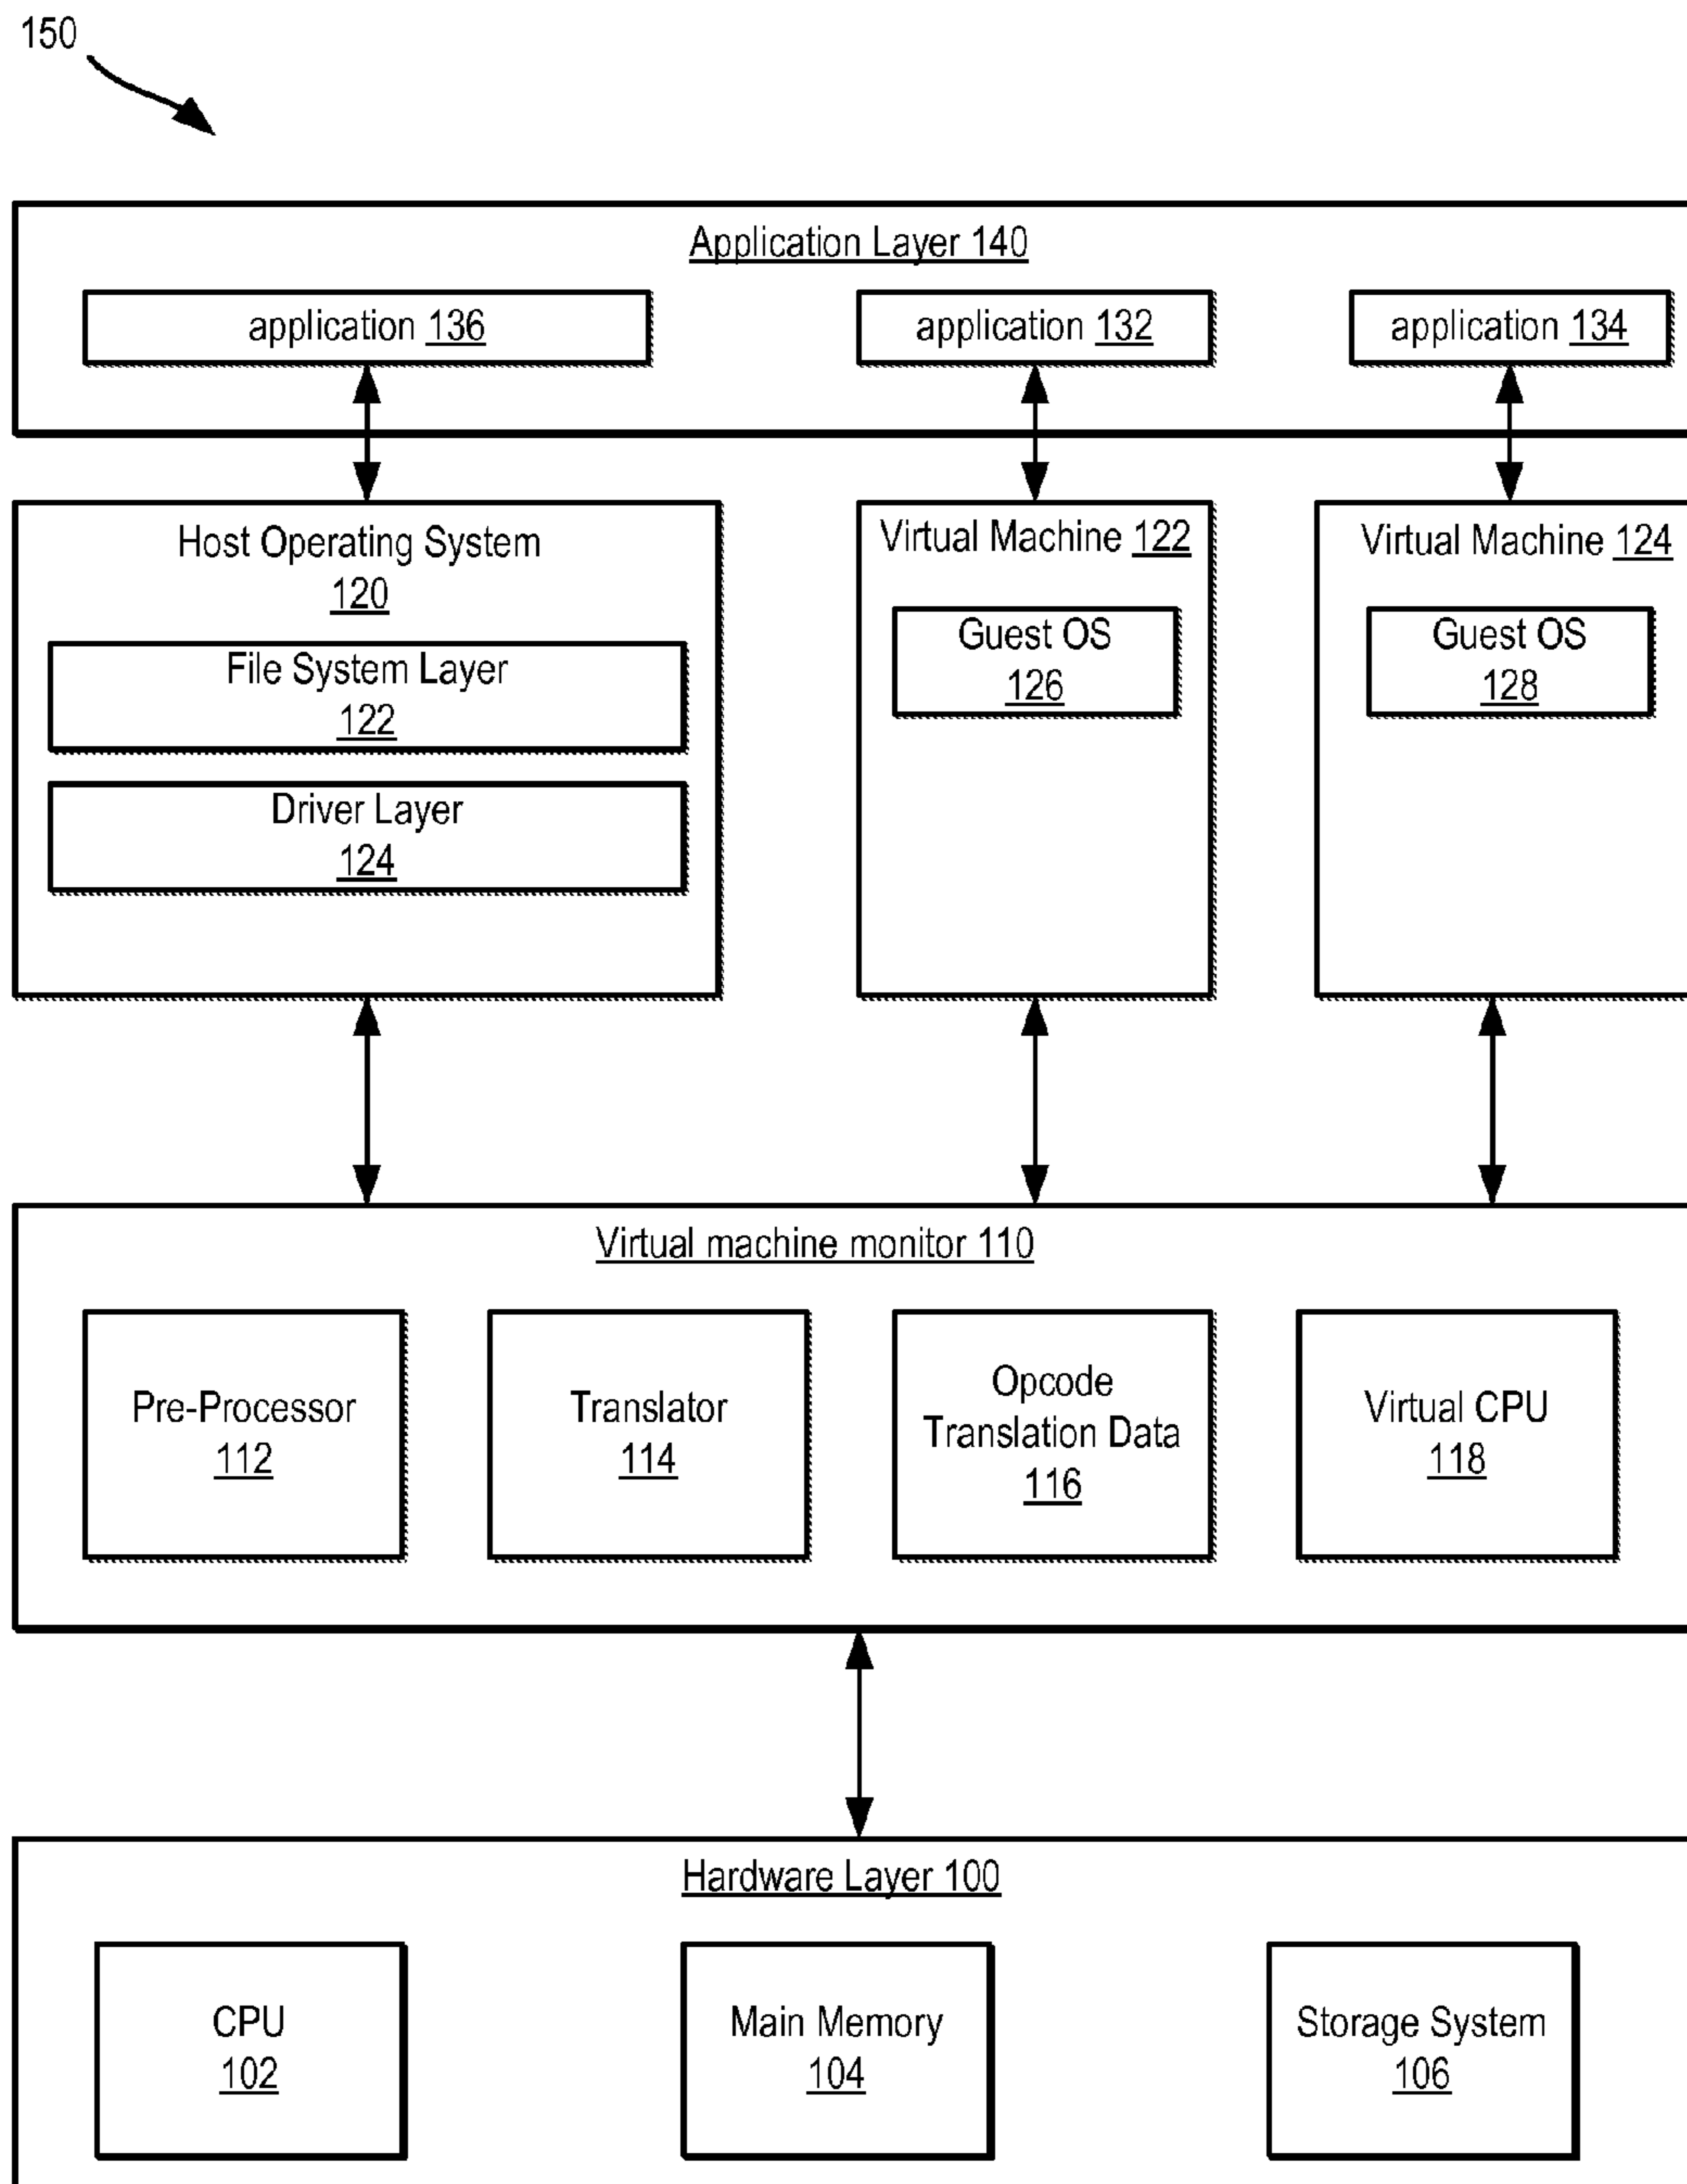 150
Application Layer 140
application 136
application 132
application 134
Host Operating System
120
File System Layer
122
Driver Layer
124
Virtual Machine 122
Guest OS
126
Virtual Machine 124
Guest OS
128
Virtual machine monitor 110
Pre-Processor
112
Translator
114
Opcode
Translation Data
116
Virtual CPU
118
Hardware Layer 100
CPU
102
Main Memory
104
Storage System
106